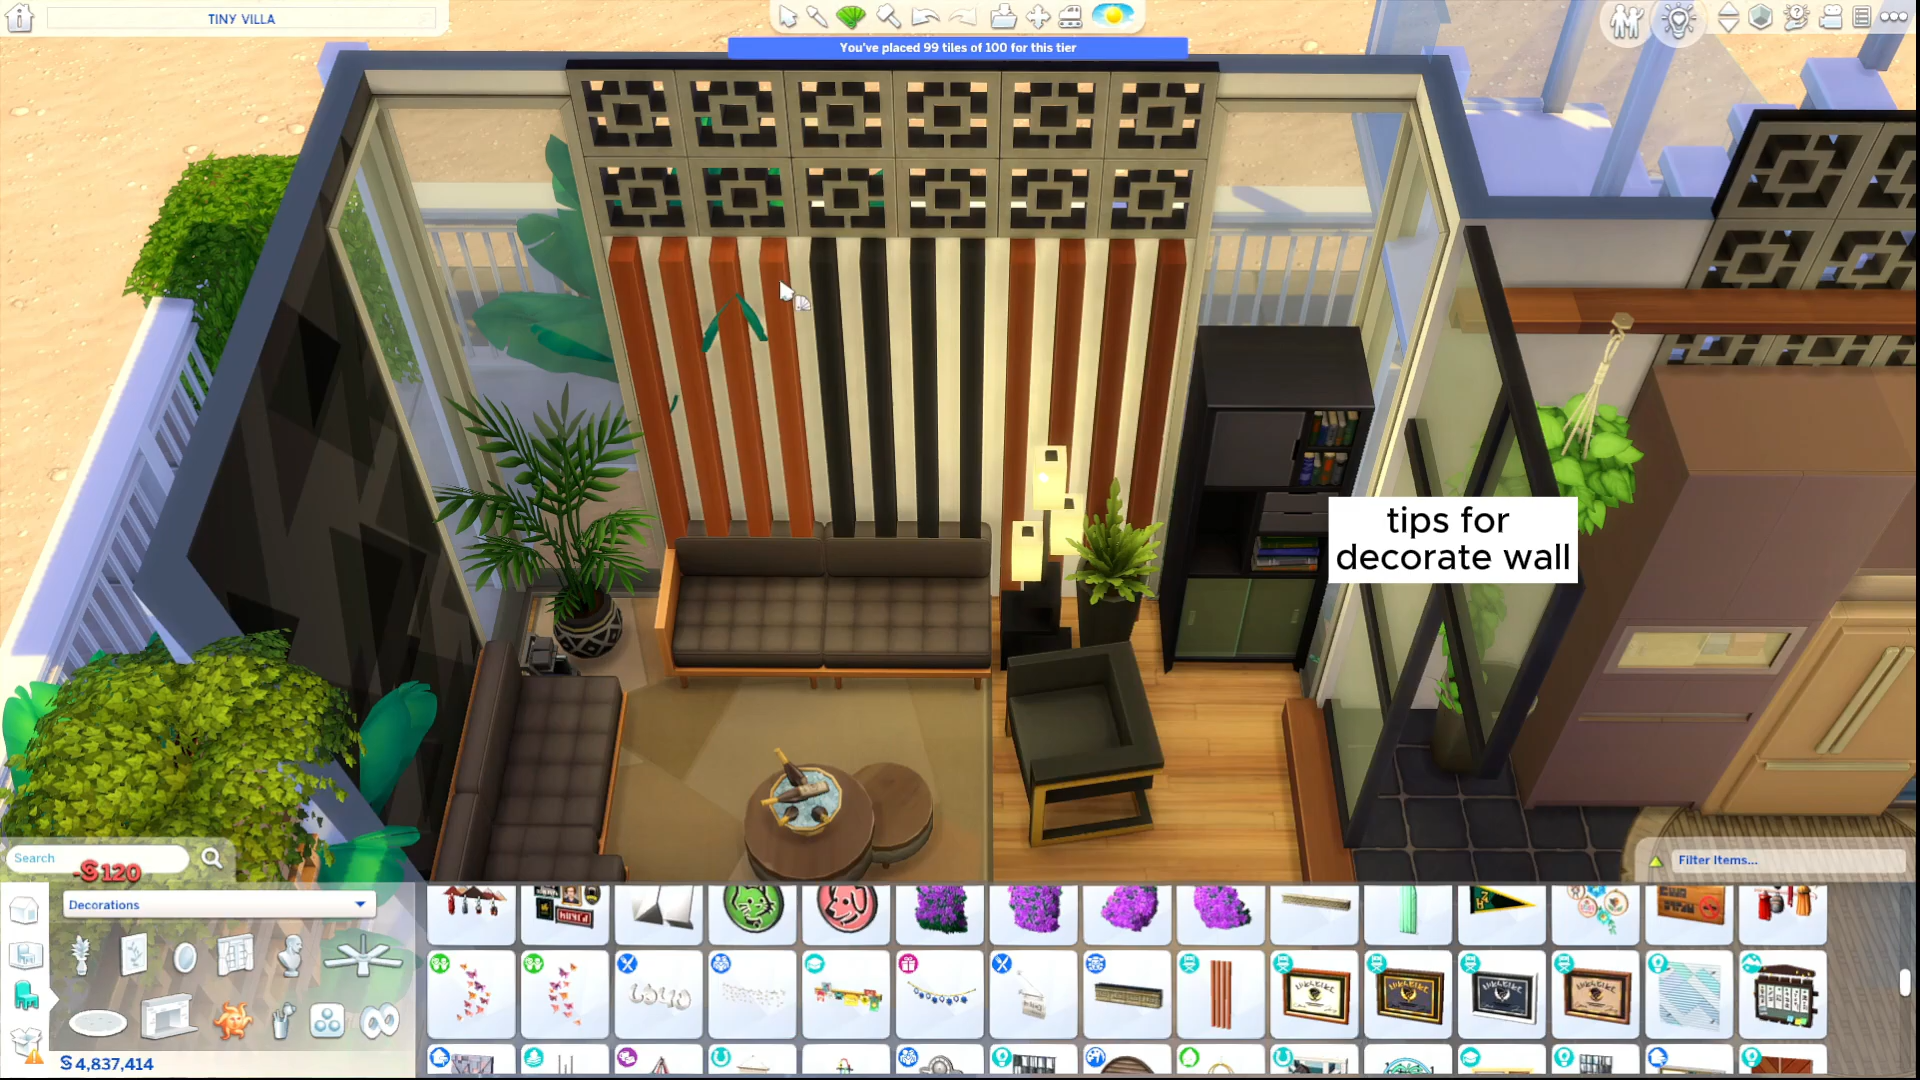 TINY VILLA
You've placed 99 tiles of 100 for this tier
tips for
decorate wall
Search
-§120
Filter Items...
Decorations
§4,837,414